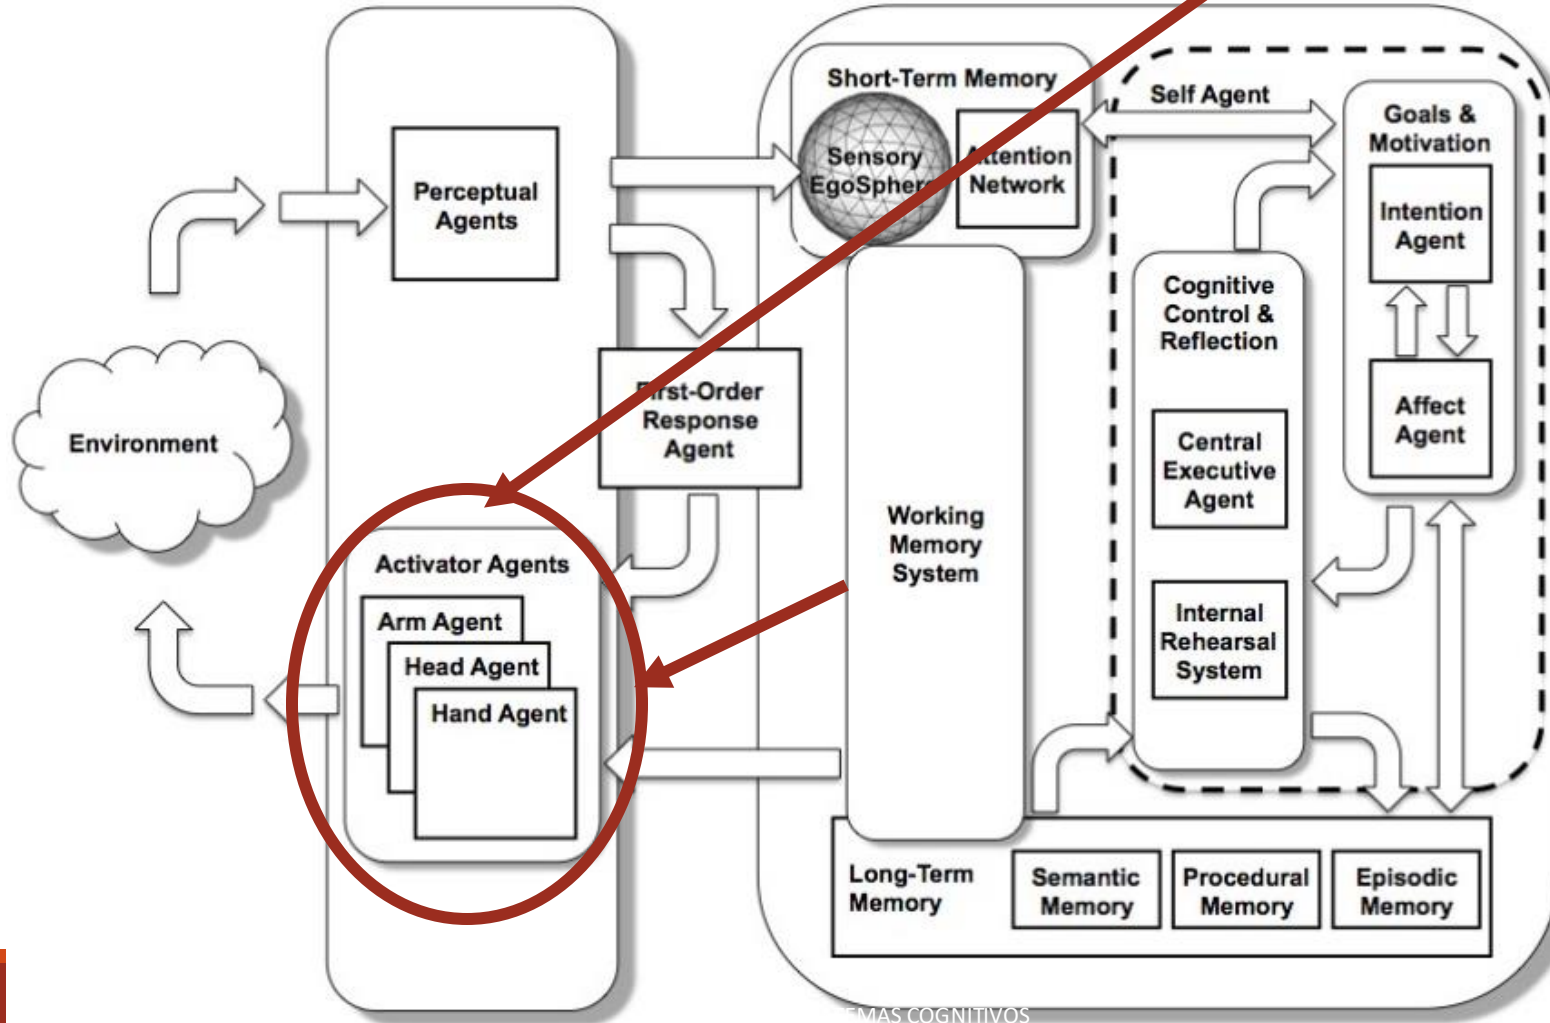 Short-Term Memory
Sensory
EgoSphere
Attention
Network
Self Agent
Goals &
Motivation
Intention
Agent
Affect
Agent
Perceptual
Agents
Cognitive
Control &
Reflection
Central
Executive
Agent
Internal
Rehearsal
System
First-Order
Response
Agent
Environment
Working
Memory
System
Activator Agents
Arm Agent
Head Agent
Hand Agent
Long-Term
Memory
Semantic
Memory
Procedural
Memory
Episodic
Memory
EMAS COGNITIVOS